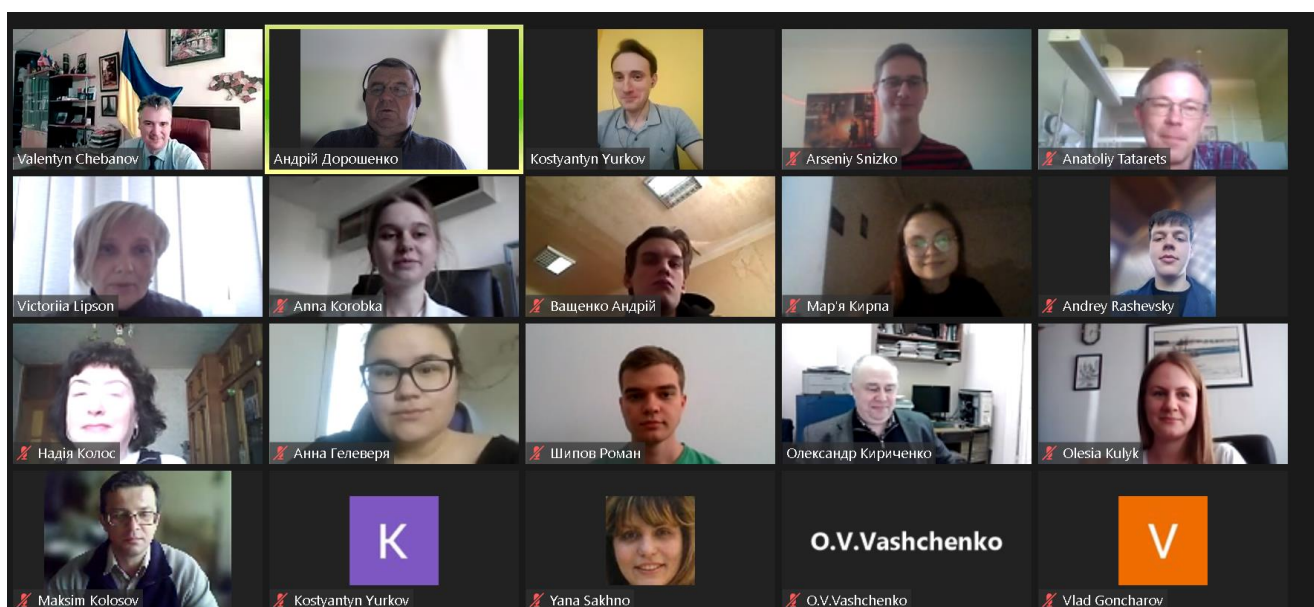 Valentyn Chebanov
Андрій Дорошенко
Kostyantyn Yurkov
Arseniy Snizko
Anatoliy Tatarets
Victoriia Lipson
Anna Korobka
Ващенко Андрій
Мар'я Кирпа
Andrey Rashevsky
Надія Колос
Анна Гелеверя
Шипов Роман
Олександр Кириченко
Olesia Kulyk
Maksim Kolosov
K
Kostyantyn Yurkov
Yana Sakhno
O.V.Vashchenko
O.V.Vashchenko
V
Vlad Goncharov